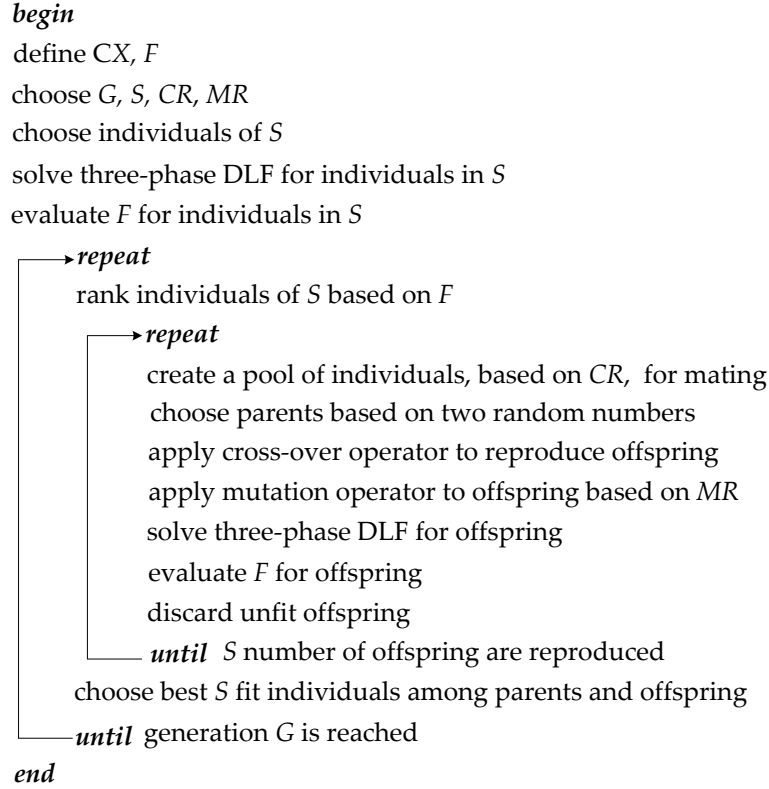 begin
define CX, F
choose G, S, CR, MR
choose individuals of S
solve three-phase DLF for individuals in S
evaluate F for individuals in S
repeat
rank individuals of S based on F
repeat
create a pool of individuals, based on CR, for mating
choose parents based on two random numbers
apply cross-over operator to reproduce offspring
apply mutation operator to offspring based on MR
solve three-phase DLF for offspring
evaluate F for offspring
discard unfit offspring
until S number of offspring are reproduced
choose best S fit individuals among parents and offspring
until generation G is reached
end